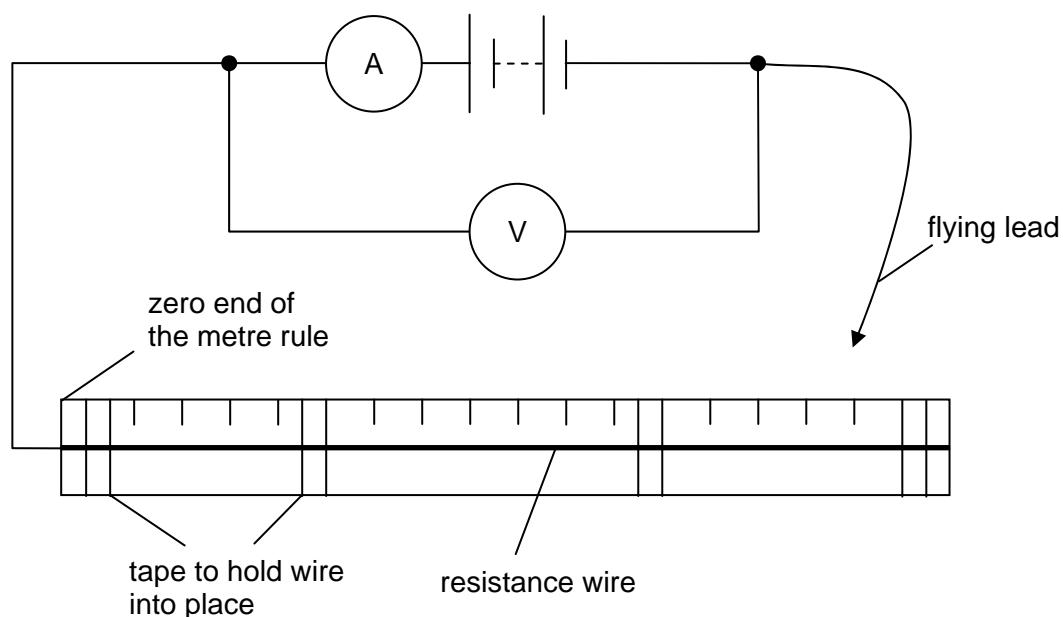 A
V
flying lead
zero end of
the metre rule
tape to hold wire
into place
resistance wire